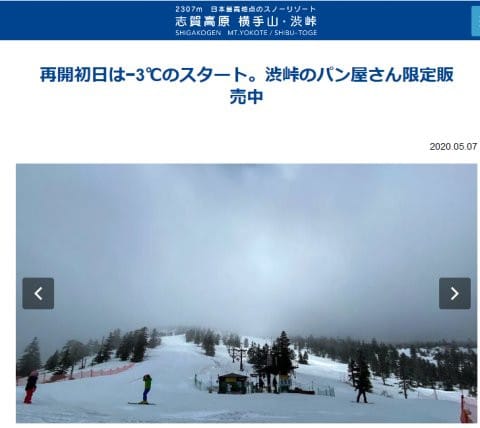 2307m 日本最高地点のスノーリゾート
志賀高原 横手山・渋峠
SHIGAKOGEN MT.YOKOTE / SHIBU-TOGE
再開初日は-3℃のスタート。渋峠のパン屋さん限定販
売中
2020.05.07